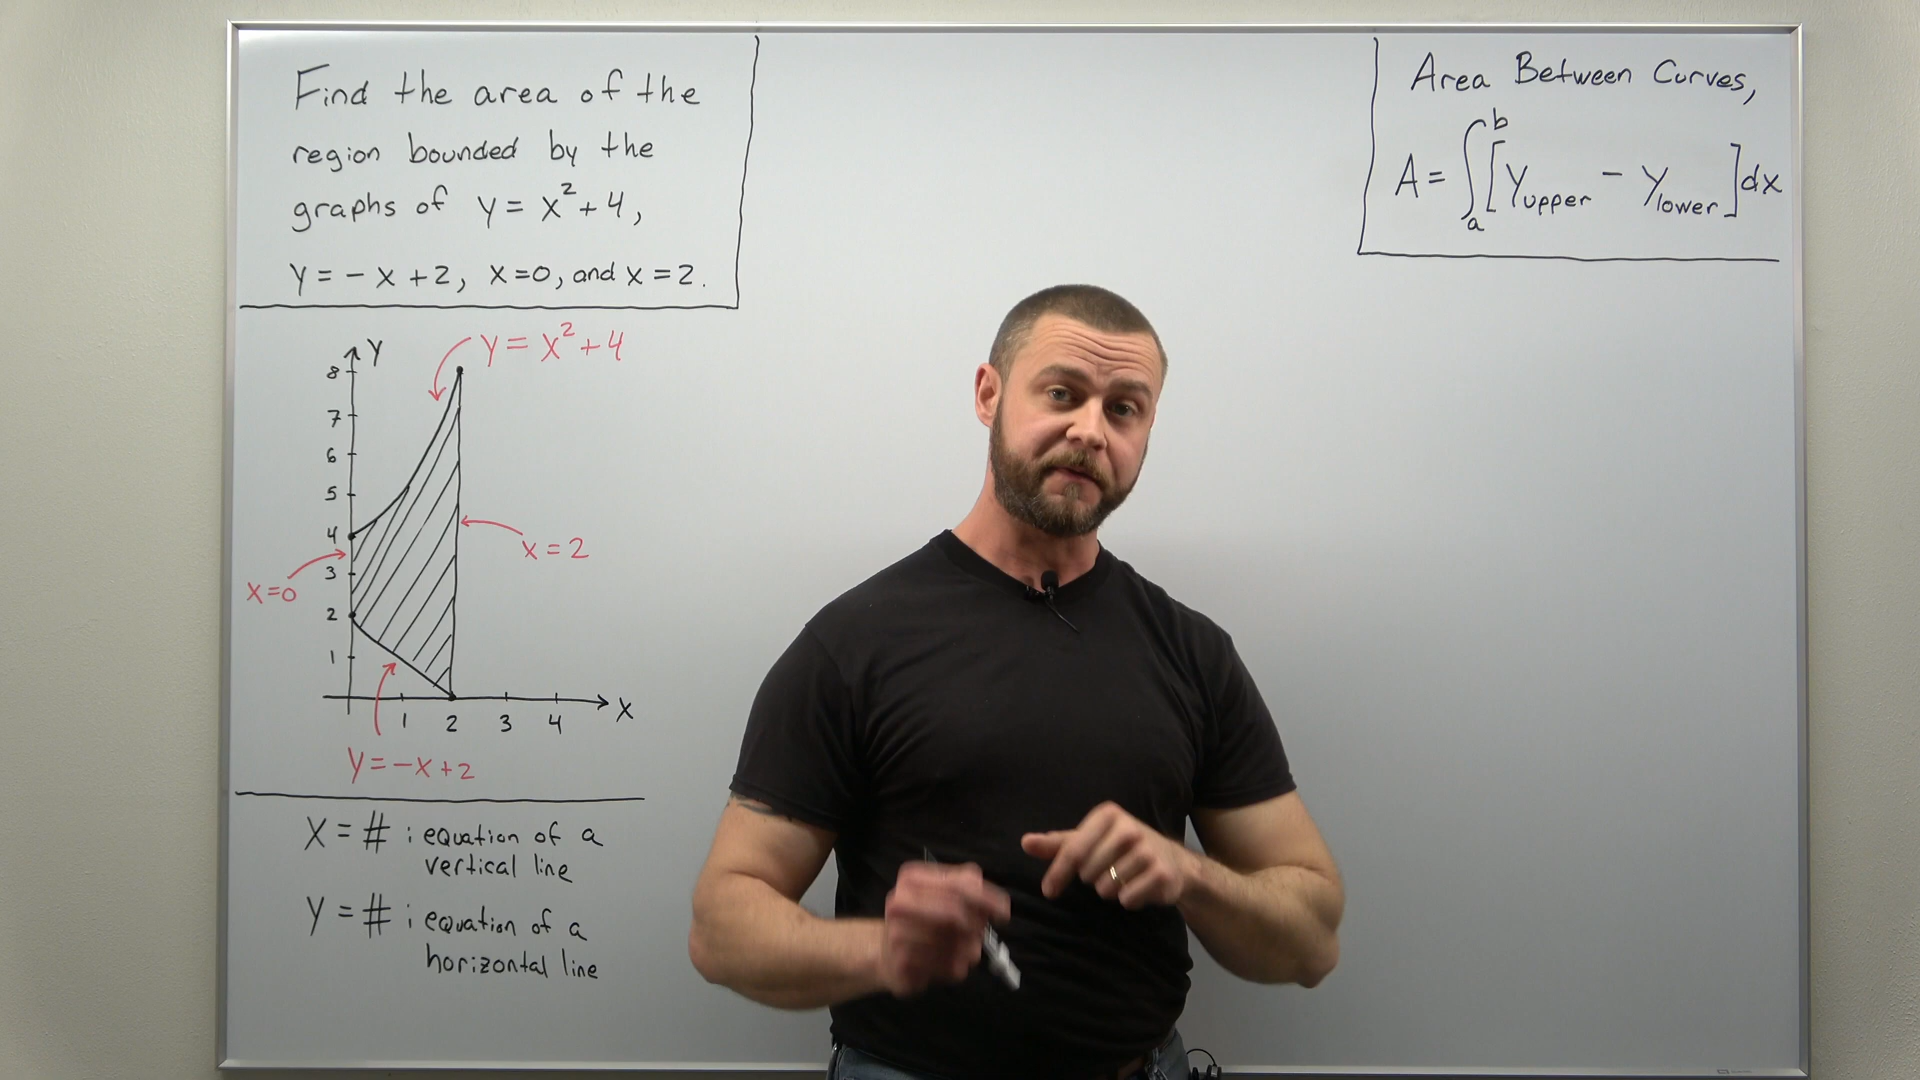 Find the area of the
region bounded by the
graphs of y = x² + 4,
y = - x + 2, x = 0, and x = 2.
Area Between Curves,
A = ∫ₐᵇ [y_upper - y_lower] dx
y = x² + 4
Y
8
7
6
5
4
3
2
1
x = 0
x = 2
1 2 3 4 X
y = -x + 2
X = # : equation of a
vertical line
Y = # : equation of a
horizontal line